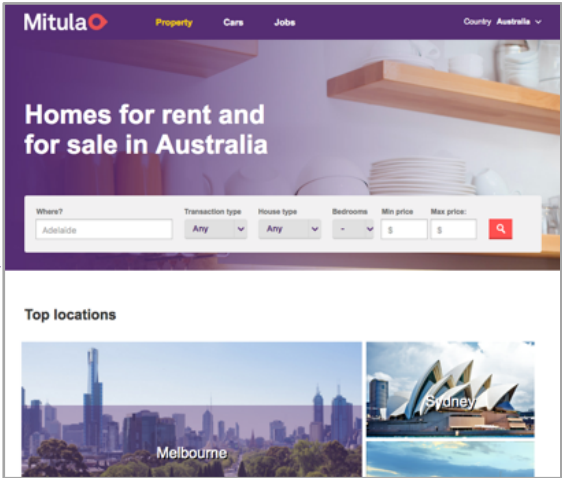 Mitula
Property Cars Jobs
Country Australia
Homes for rent and
for sale in Australia
Where? Transaction type House type Bedrooms Min price Max price:
Adelaide Any Any - $ $
Top locations
Melbourne
Sydney